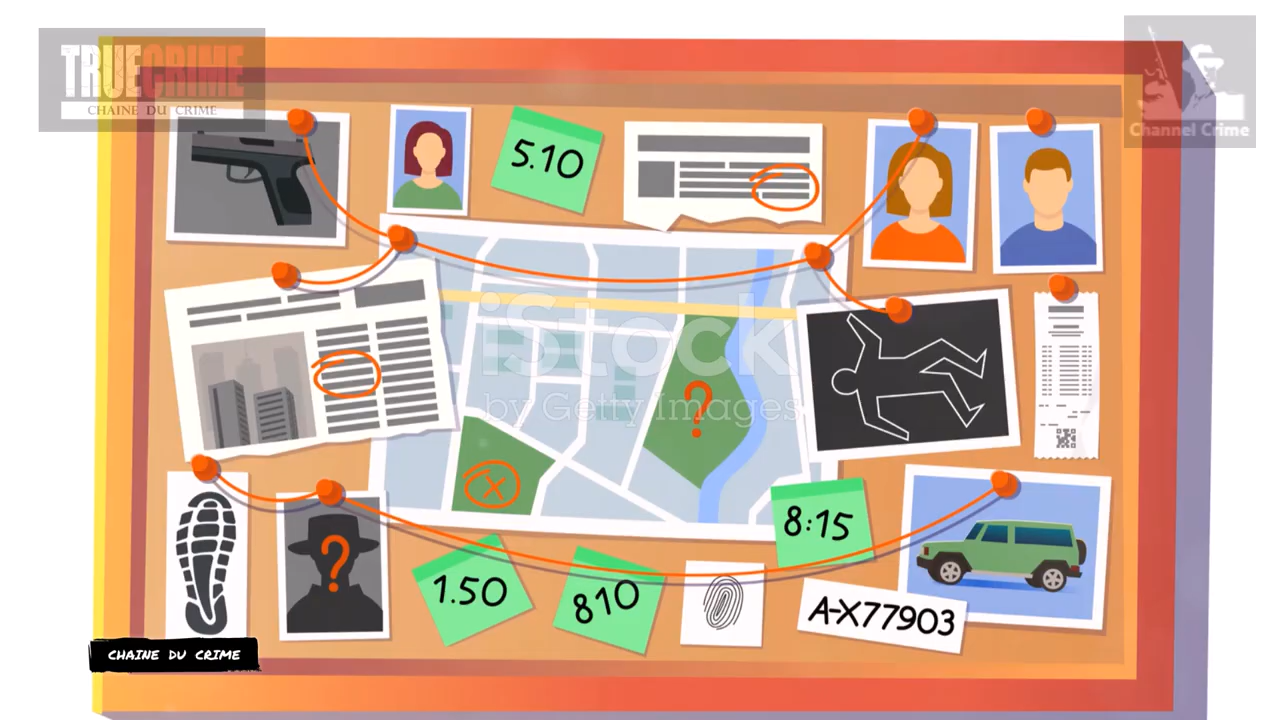 TRUECRIME
CHAINE DU CRIME
Channel Crime
5.10
iStock
by Getty Images
8:15
1.50
810
A-X77903
CHAINE DU CRIME